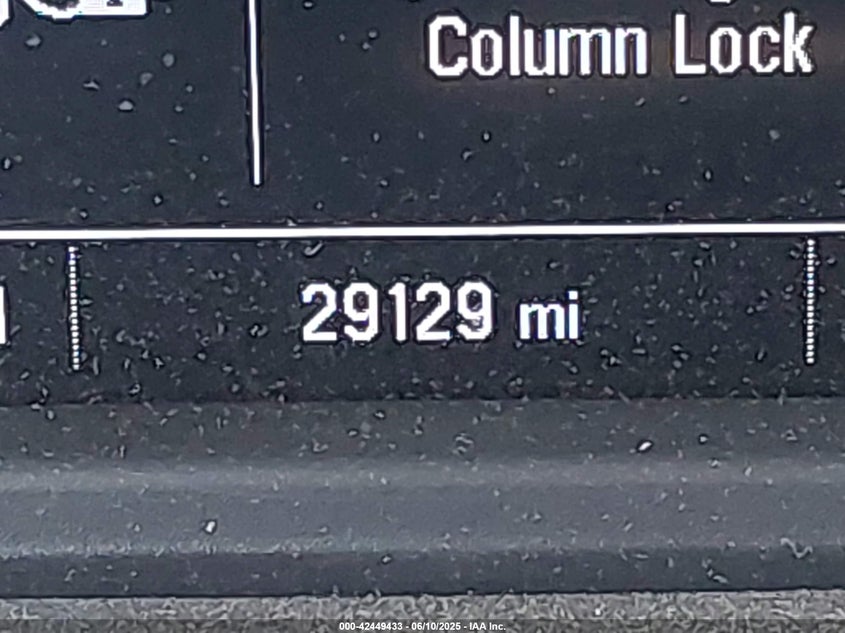 Column Lock
29129 mi
000-42449433 - 06/10/2025 - IAA Inc.